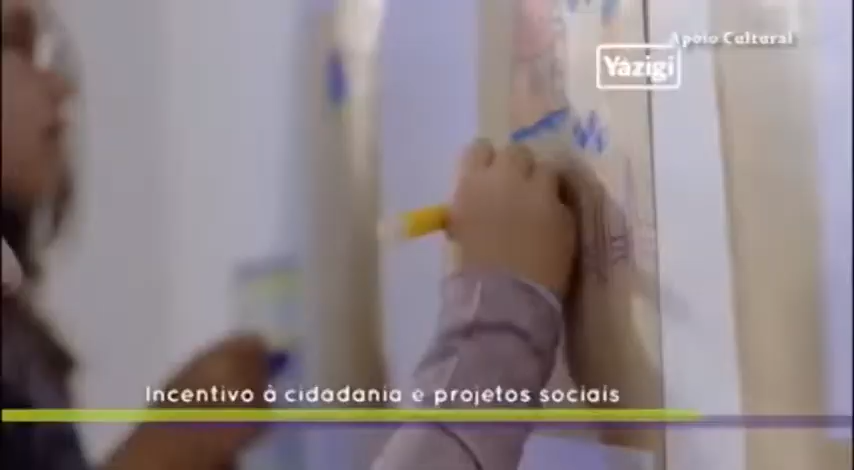 Apoio Cultural
Yázigi
Incentivo à cidadania e projetos sociais